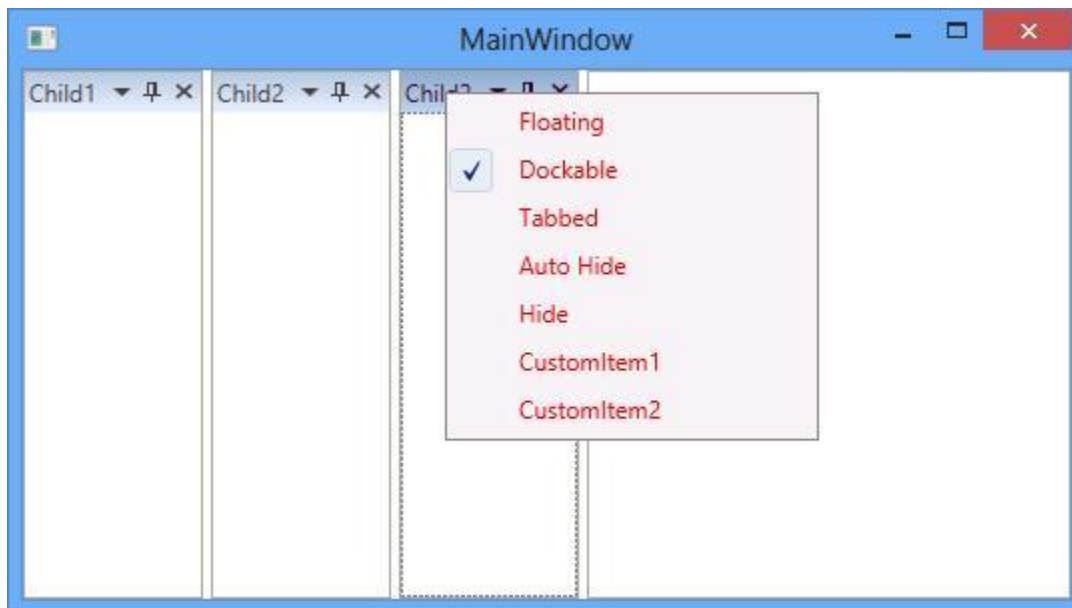 MainWindow
Child1
Child2
Floating
Dockable
Tabbed
Auto Hide
Hide
CustomItem1
CustomItem2